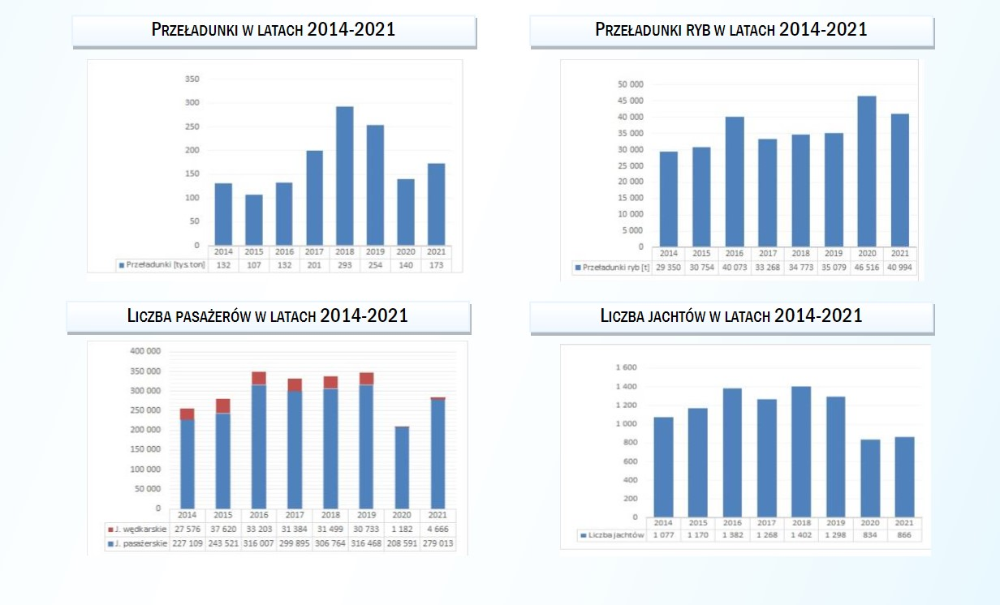 PRZEŁADUNKI W LATACH 2014-2021
350
300
250
200
150
100
50
0
2014 2015 2016 2017 2018 2019 2020 2021
Przeładunki [tys.ton] 132 107 132 201 293 254 140 173
PRZEŁADUNKI RYB W LATACH 2014-2021
50 000
45 000
40 000
35 000
30 000
25 000
20 000
15 000
10 000
5 000
0
2014 2015 2016 2017 2018 2019 2020 2021
Przeładunki ryb [t] 29 350 30 754 40 073 33 268 34 773 35 079 46 516 40 994
LICZBA PASAŻERÓW W LATACH 2014-2021
400 000
350 000
300 000
250 000
200 000
150 000
100 000
50 000
0
2014 2015 2016 2017 2018 2019 2020 2021
J. wędkarskie 27 576 37 620 33 203 31 384 31 499 30 733 1 182 4 666
J. pasażerskie 227 109 243 521 316 007 299 895 306 764 316 468 208 591 279 013
LICZBA JACHTÓW W LATACH 2014-2021
1 600
1 400
1 200
1 000
800
600
400
200
0
2014 2015 2016 2017 2018 2019 2020 2021
Liczba jachtów 1 077 1 170 1 382 1 268 1 402 1 298 834 866